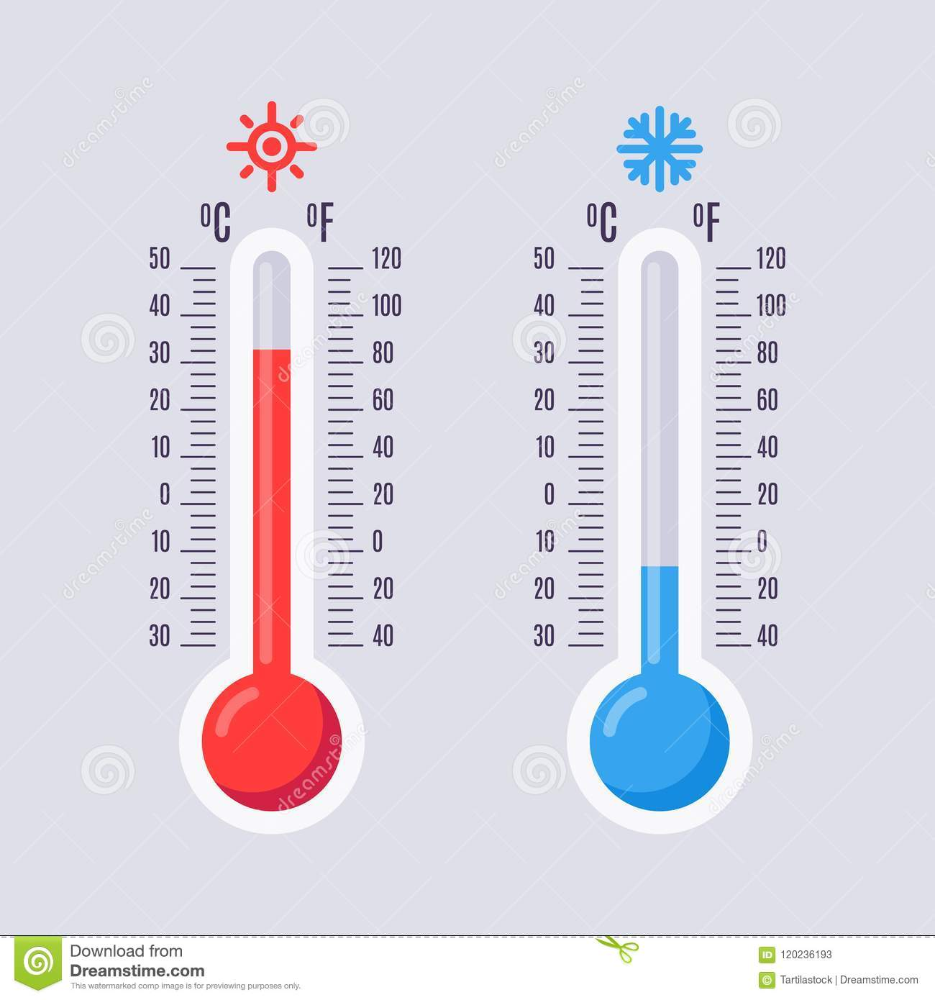 °C °F °C °F
50 120 50 120
40 100 40 100
30 80 30 80
20 60 20 60
10 40 10 40
0 20 0 20
10 0 10 0
20 20 20 20
30 40 30 40
dreamstime
Download from
Dreamstime.com
This watermarked comp image is for previewing purposes only.
ID 120236193
© Tartilastock | Dreamstime.com